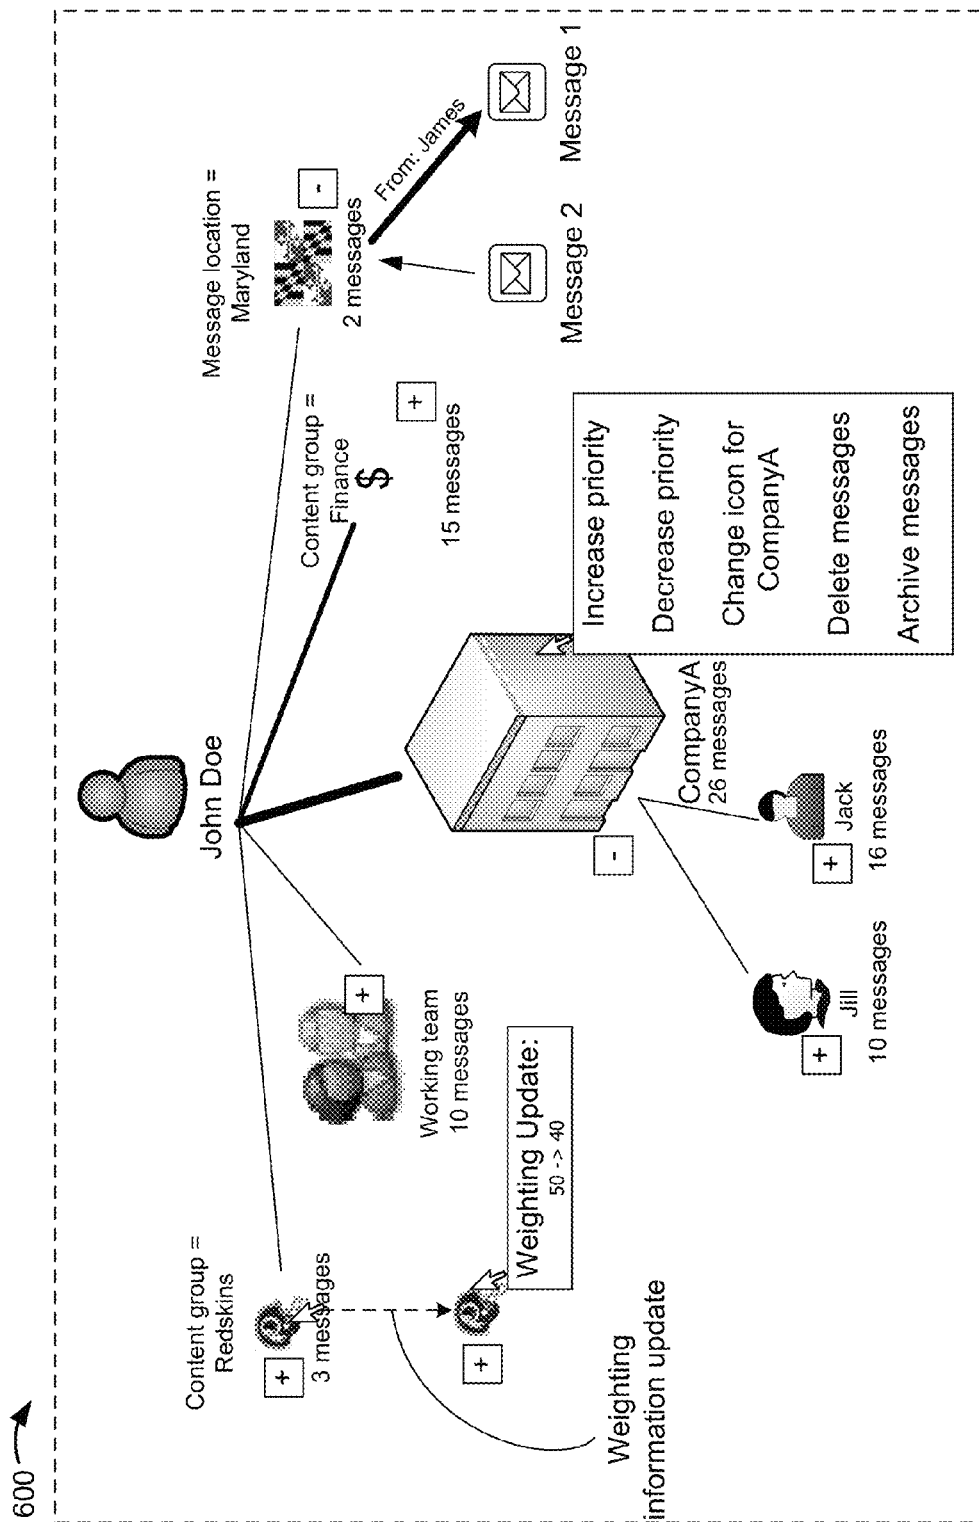 600
John Doe
Content group =
Redskins
+
3 messages
+
Weighting Update:
50 -> 40
Weighting
information update
+
Working team
10 messages
-
CompanyA
26 messages
+
Jill
10 messages
+
Jack
16 messages
Increase priority
Decrease priority
Change icon for
CompanyA
Delete messages
Archive messages
Content group =
Finance
$
+
15 messages
Message location =
Maryland
-
2 messages
From: James
Message 2
Message 1